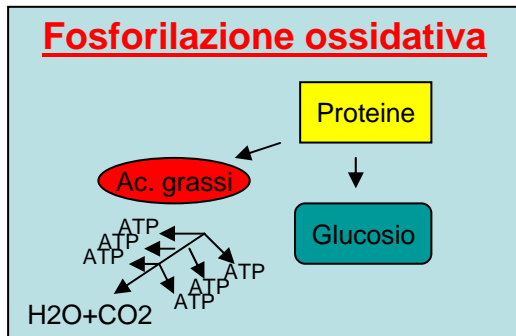 Fosforilazione ossidativa
Proteine
Ac. grassi
Glucosio
ATP
ATP
ATP
ATP
ATP
ATP
H2O+CO2